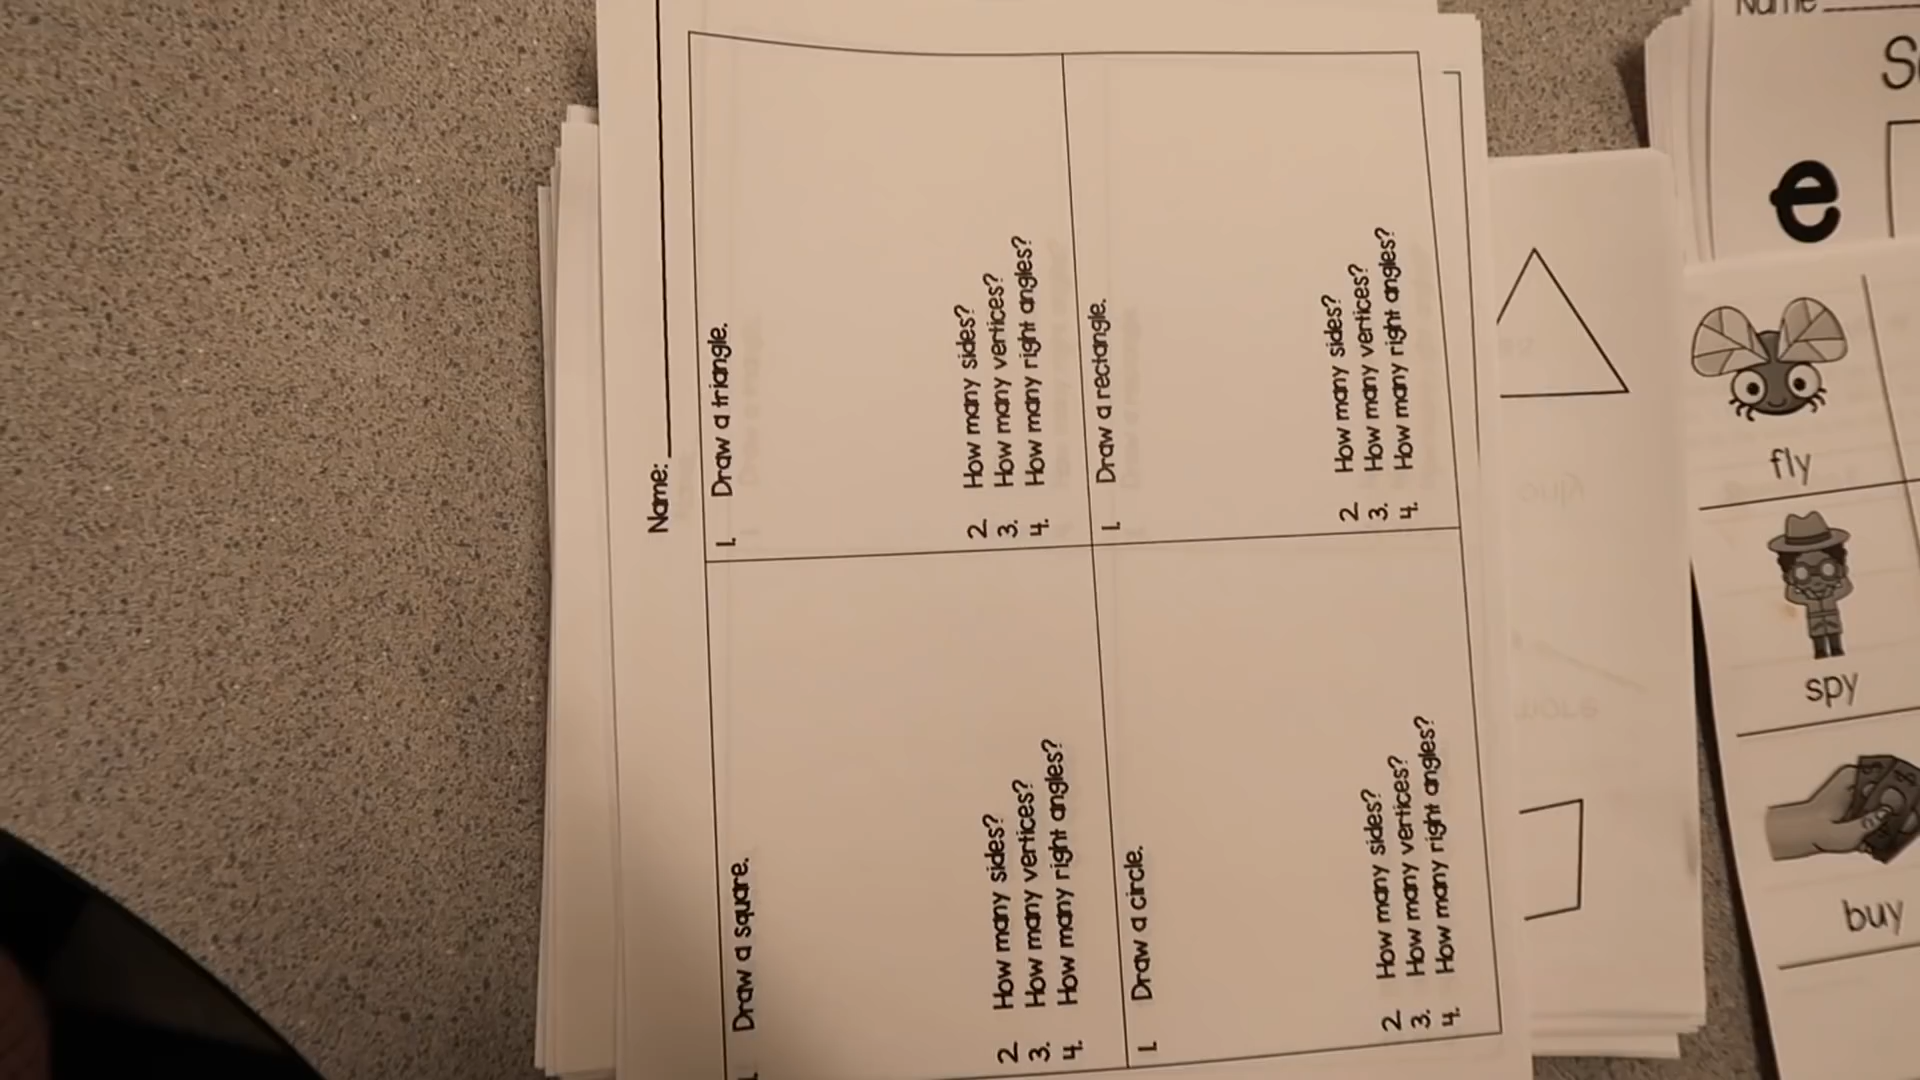 Name:
1. Draw a square.
2. How many sides?
3. How many vertices?
4. How many right angles?
1. Draw a triangle.
2. How many sides?
3. How many vertices?
4. How many right angles?
1. Draw a circle.
2. How many sides?
3. How many vertices?
4. How many right angles?
1. Draw a rectangle.
2. How many sides?
3. How many vertices?
4. How many right angles?
Name
e
fly
spy
buy